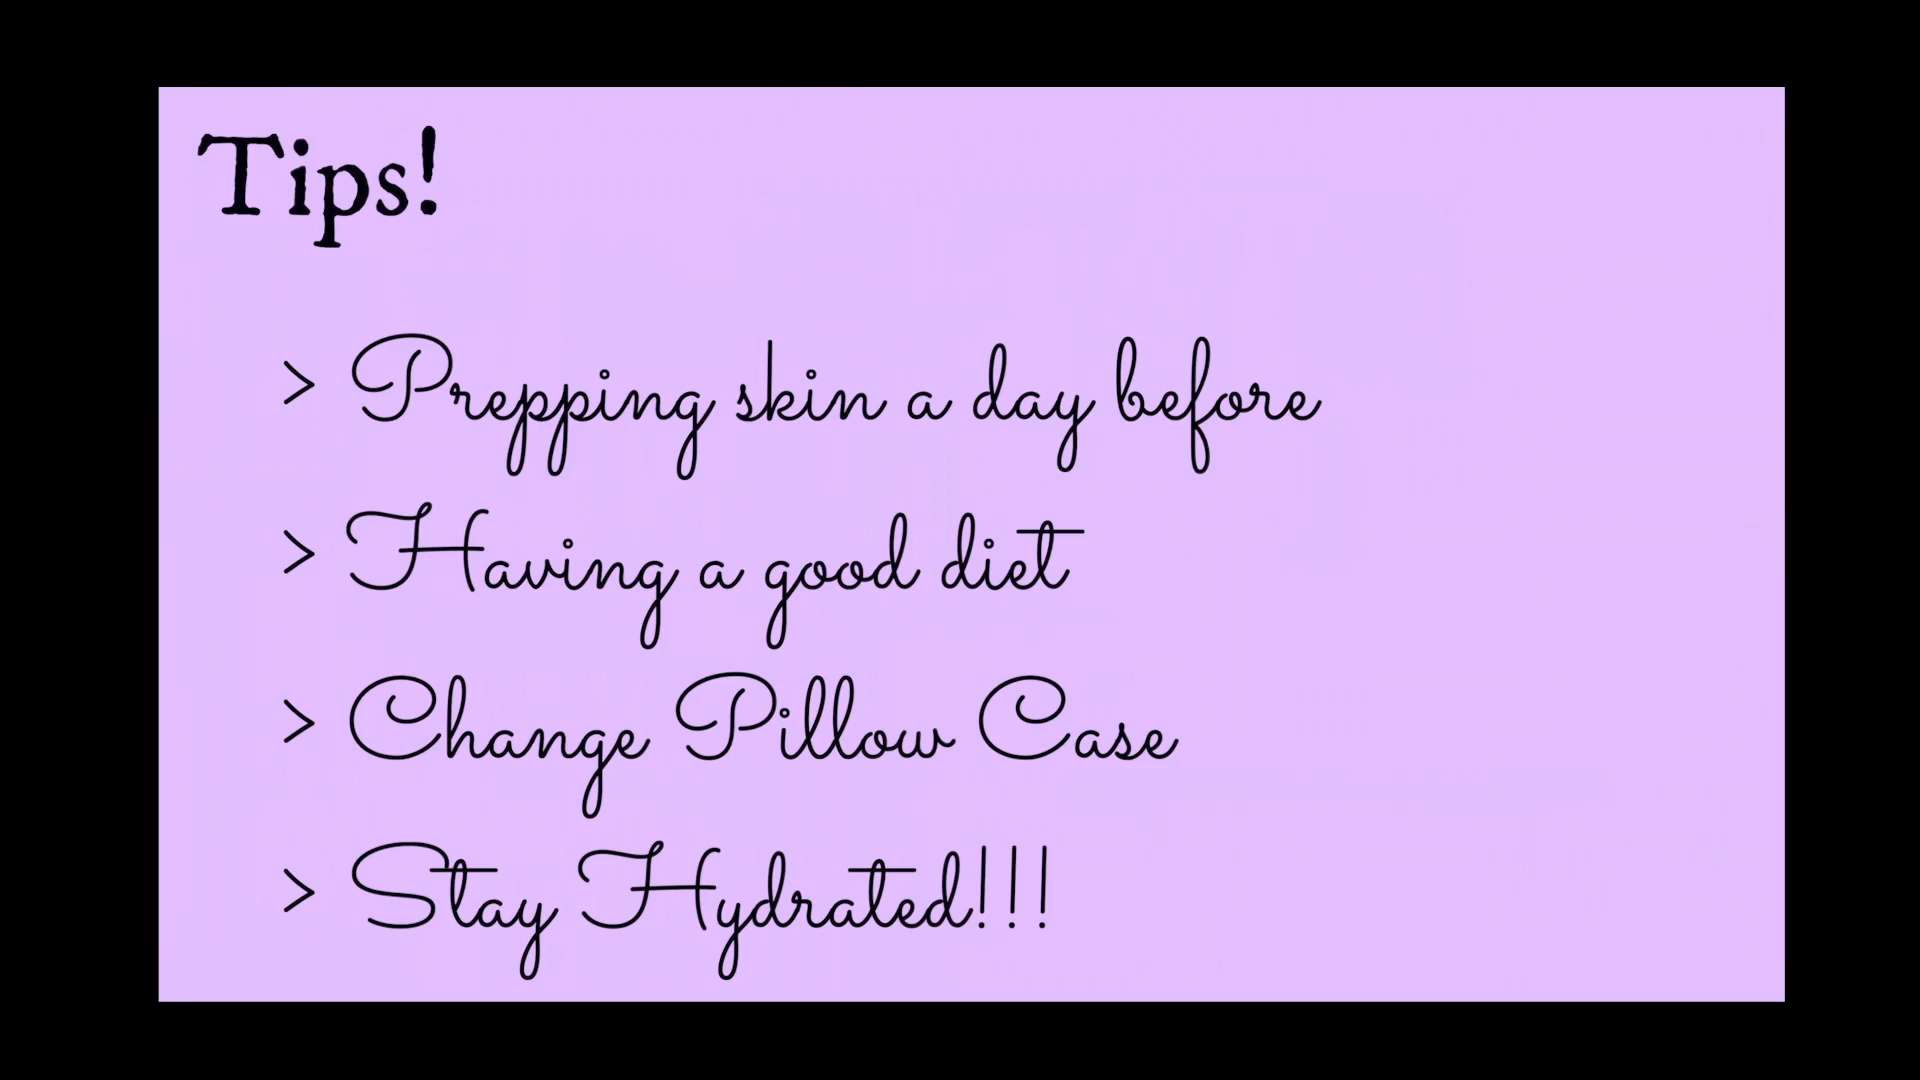 Tips!
> Prepping skin a day before
> Having a good diet
> Change Pillow Case
> Stay Hydrated!!!